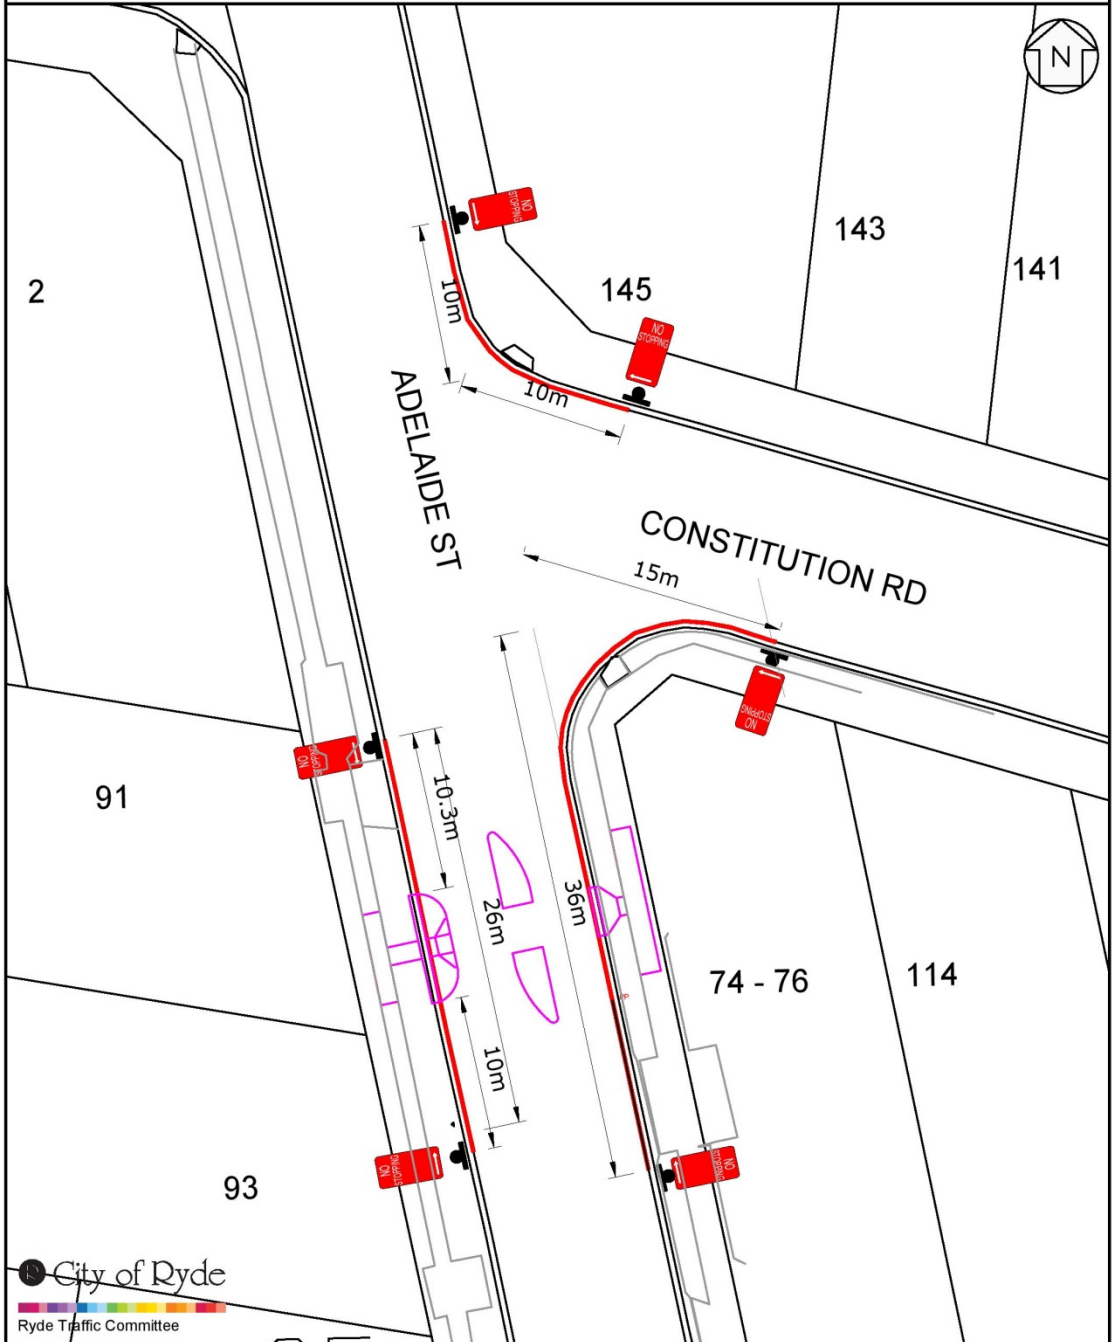 N
NO
STOPPING
143
141
2
145
NO
STOPPING
10m
10m
ADELAIDE ST
CONSTITUTION RD
15m
NO
STOPPING
NO
STOPPING
91
10.3m
26m
36m
74 - 76
114
10m
NO
STOPPING
NO
STOPPING
93
City of Ryde
Ryde Traffic Committee